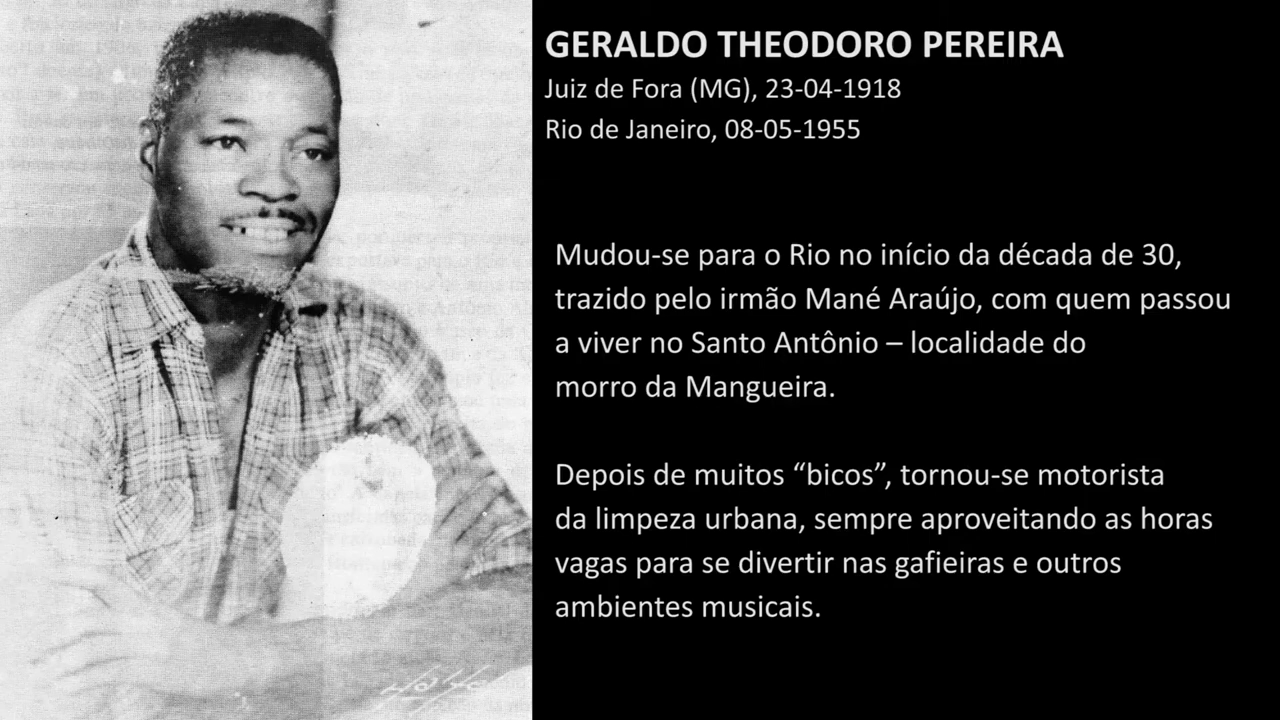 GERALDO THEODORO PEREIRA
Juiz de Fora (MG), 23-04-1918
Rio de Janeiro, 08-05-1955
Mudou-se para o Rio no início da década de 30,
trazido pelo irmão Mané Araújo, com quem passou
a viver no Santo Antônio – localidade do
morro da Mangueira.
Depois de muitos “bicos”, tornou-se motorista
da limpeza urbana, sempre aproveitando as horas
vagas para se divertir nas gafieiras e outros
ambientes musicais.